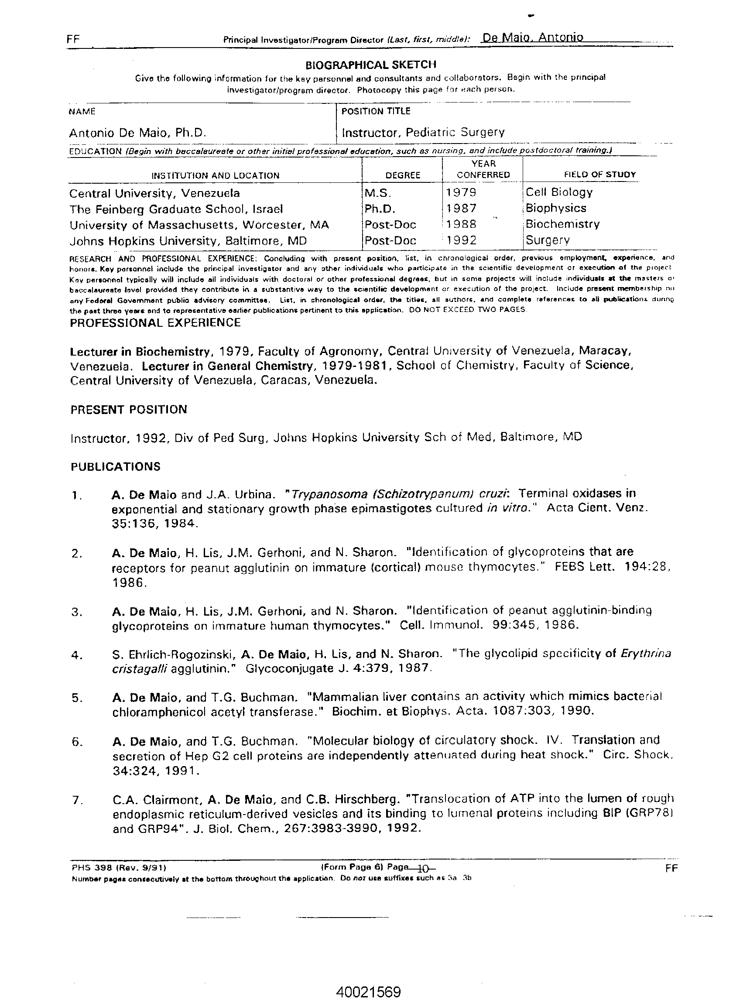 FF Principal Investigator/Program Director (Last, first, middle): De Maio, Antonio
BIOGRAPHICAL SKETCH
Give the following information for the key personnel and consultants and collaborators. Begin with the principal
investigator/program director. Photocopy this page for each person.
NAME POSITION TITLE
Antonio De Maio, Ph.D. Instructor, Pediatric Surgery
EDUCATION (Begin with baccalaureate or other initial professional education, such as nursing, and include postdoctoral training.)
INSTITUTION AND LOCATION DEGREE YEAR CONFERRED FIELD OF STUDY
Central University, Venezuela M.S. 1979 Cell Biology
The Feinberg Graduate School, Israel Ph.D. 1987 Biophysics
University of Massachusetts, Worcester, MA Post-Doc 1988 Biochemistry
Johns Hopkins University, Baltimore, MD Post-Doc 1992 Surgery
RESEARCH AND PROFESSIONAL EXPERIENCE: Concluding with present position, list, in chronological order, previous employment, experience, and
honors. Key personnel include the principal investigator and any other individuals who participate in the scientific development or execution of the project.
Key personnel typically will include all individuals with doctoral or other professional degrees, but in some projects will include individuals at the masters or
baccalaureate level provided they contribute in a substantive way to the scientific development or execution of the project. Include present membership on
any Federal Government public advisory committee. List, in chronological order, the titles, all authors, and complete references to all publications during
the past three years and to representative earlier publications pertinent to this application. DO NOT EXCEED TWO PAGES
PROFESSIONAL EXPERIENCE
Lecturer in Biochemistry, 1979, Faculty of Agronomy, Central University of Venezuela, Maracay,
Venezuela. Lecturer in General Chemistry, 1979-1981, School of Chemistry, Faculty of Science,
Central University of Venezuela, Caracas, Venezuela.
PRESENT POSITION
Instructor, 1992, Div of Ped Surg, Johns Hopkins University Sch of Med, Baltimore, MD
PUBLICATIONS
1. A. De Maio and J.A. Urbina. "Trypanosoma (Schizotrypanum) cruzi: Terminal oxidases in
exponential and stationary growth phase epimastigotes cultured in vitro." Acta Cient. Venz.
35:136, 1984.
2. A. De Maio, H. Lis, J.M. Gerhoni, and N. Sharon. "Identification of glycoproteins that are
receptors for peanut agglutinin on immature (cortical) mouse thymocytes." FEBS Lett. 194:28,
1986.
3. A. De Maio, H. Lis, J.M. Gerhoni, and N. Sharon. "Identification of peanut agglutinin-binding
glycoproteins on immature human thymocytes." Cell. Immunol. 99:345, 1986.
4. S. Ehrlich-Rogozinski, A. De Maio, H. Lis, and N. Sharon. "The glycolipid specificity of Erythrina
cristagalli agglutinin." Glycoconjugate J. 4:379, 1987.
5. A. De Maio, and T.G. Buchman. "Mammalian liver contains an activity which mimics bacterial
chloramphenicol acetyl transferase." Biochim. et Biophys. Acta. 1087:303, 1990.
6. A. De Maio, and T.G. Buchman. "Molecular biology of circulatory shock. IV. Translation and
secretion of Hep G2 cell proteins are independently attenuated during heat shock." Circ. Shock.
34:324, 1991.
7. C.A. Clairmont, A. De Maio, and C.B. Hirschberg. "Translocation of ATP into the lumen of rough
endoplasmic reticulum-derived vesicles and its binding to lumenal proteins including BIP (GRP78)
and GRP94". J. Biol. Chem., 267:3983-3990, 1992.
PHS 398 (Rev. 9/91) (Form Page 6) Page 10 FF
Number pages consecutively at the bottom throughout the application. Do not use suffixes such as 3a, 3b
40021569